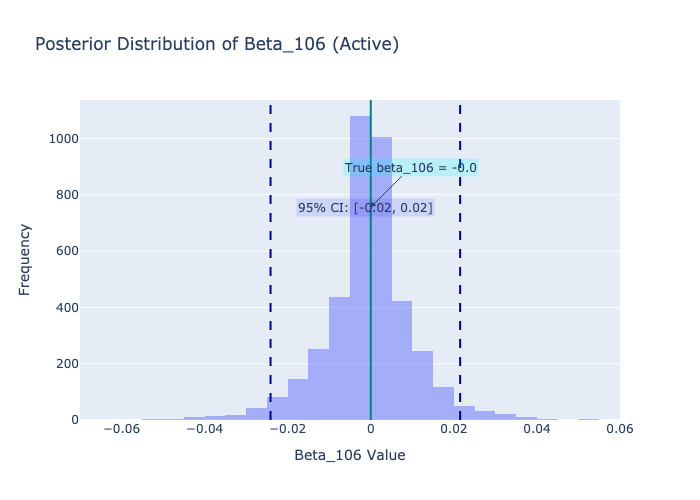 Posterior Distribution of Beta_106 (Active)
1000
True beta_106 = -0.0
800
95% CI: [-0.02, 0.02]
600
Frequency
400
200
0
−0.06
−0.04
−0.02
0
0.02
0.04
0.06
Beta_106 Value